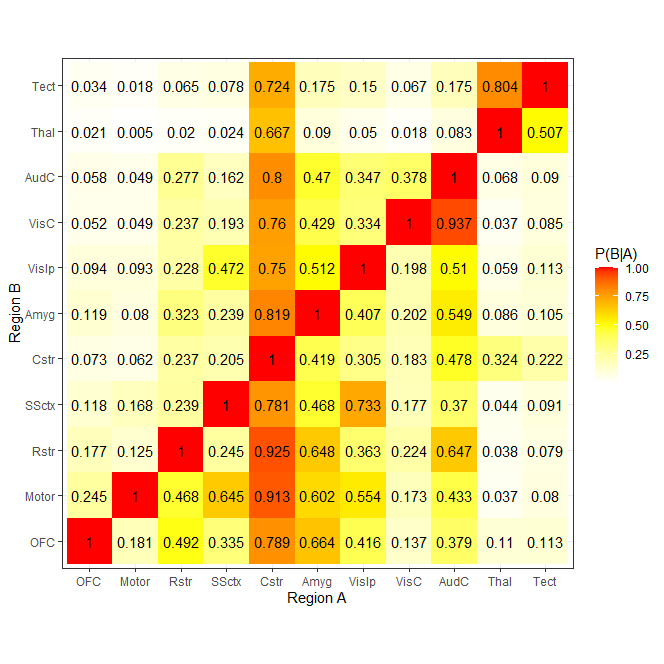 Tect 0.034 0.018 0.065 0.078 0.724 0.175 0.15 0.067 0.175 0.804 1
Thal 0.021 0.005 0.02 0.024 0.667 0.09 0.05 0.018 0.083 1 0.507
AudC 0.058 0.049 0.277 0.162 0.8 0.47 0.347 0.378 1 0.068 0.09
VisC 0.052 0.049 0.237 0.193 0.76 0.429 0.334 1 0.937 0.037 0.085
VisIp 0.094 0.093 0.228 0.472 0.75 0.512 1 0.198 0.51 0.059 0.113
Amyg 0.119 0.08 0.323 0.239 0.819 1 0.407 0.202 0.549 0.086 0.105
Cstr 0.073 0.062 0.237 0.205 1 0.419 0.305 0.183 0.478 0.324 0.222
SSctx 0.118 0.168 0.239 1 0.781 0.468 0.733 0.177 0.37 0.044 0.091
Rstr 0.177 0.125 1 0.245 0.925 0.648 0.363 0.224 0.647 0.038 0.079
Motor 0.245 1 0.468 0.645 0.913 0.602 0.554 0.173 0.433 0.037 0.08
OFC 1 0.181 0.492 0.335 0.789 0.664 0.416 0.137 0.379 0.11 0.113
OFC Motor Rstr SSctx Cstr Amyg VisIp VisC AudC Thal Tect
Region A
Region B
P(B|A)
1.00
0.75
0.50
0.25